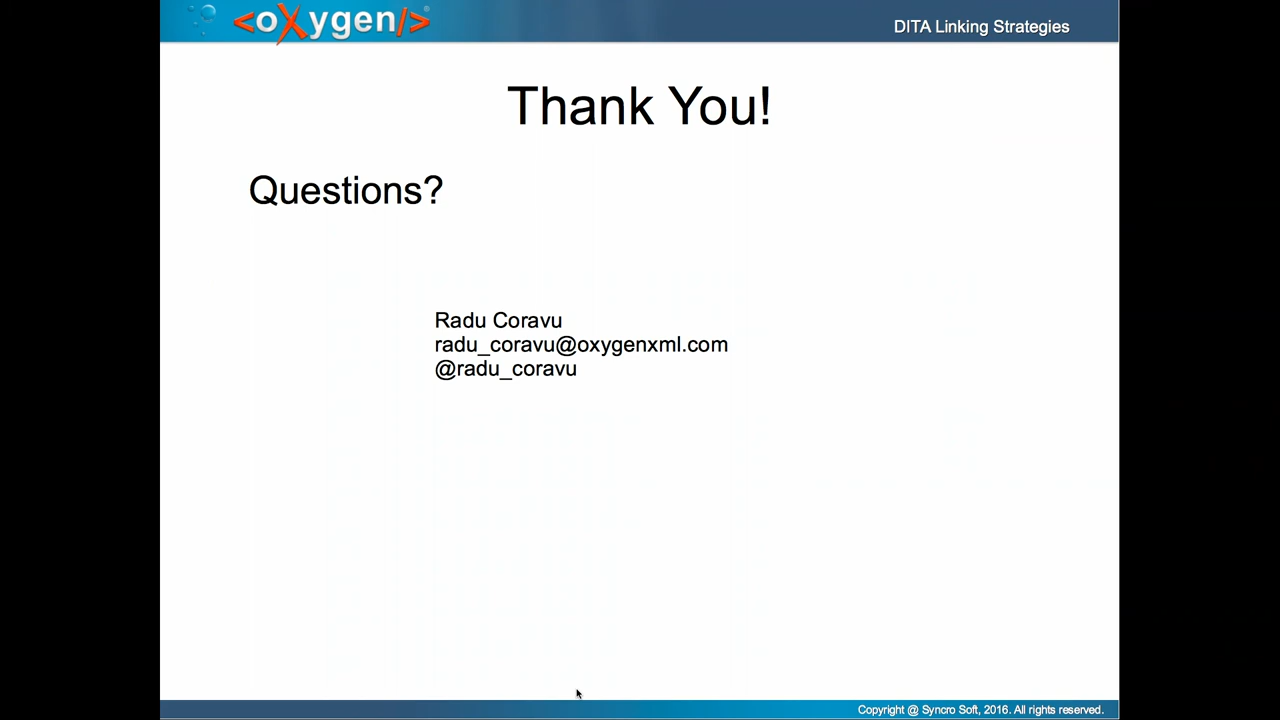 <oXygen/>®
DITA Linking Strategies
Thank You!
Questions?
Radu Coravu
radu_coravu@oxygenxml.com
@radu_coravu
Copyright @ Syncro Soft, 2016. All rights reserved.